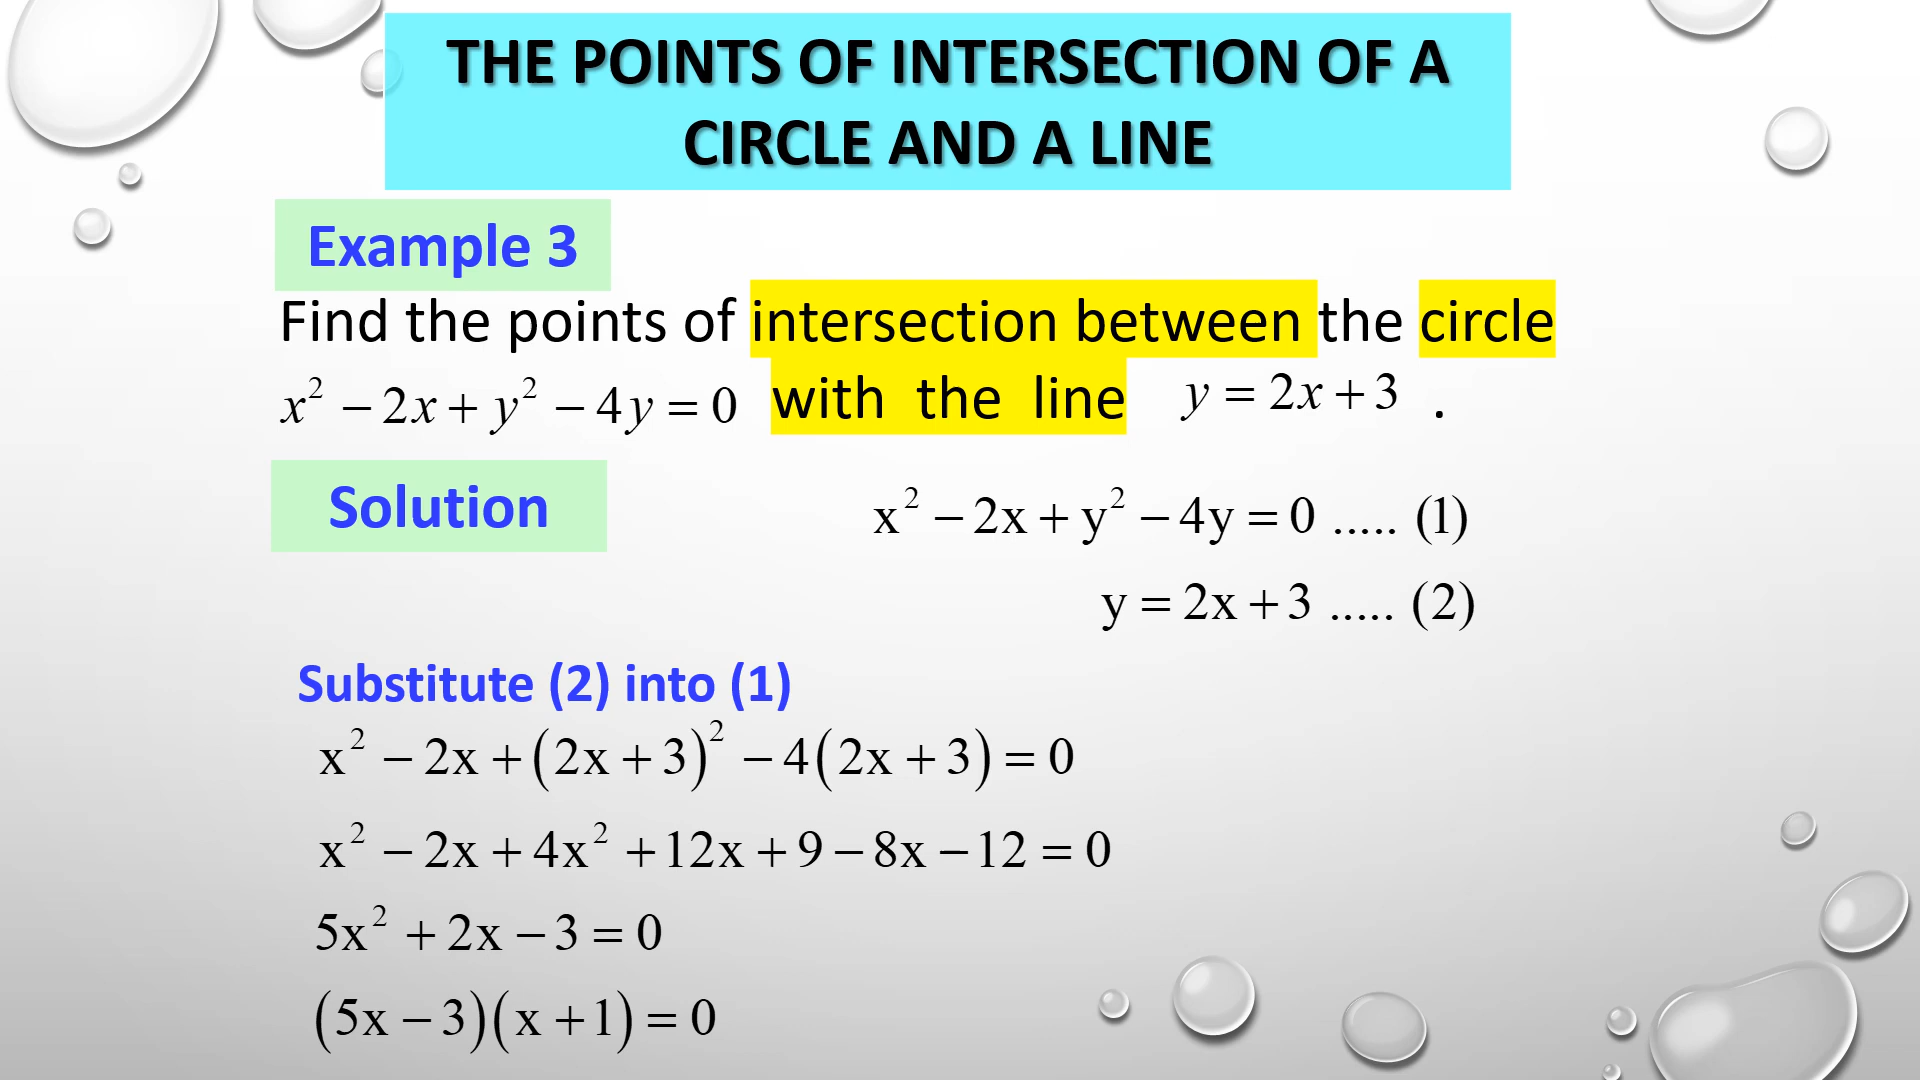 THE POINTS OF INTERSECTION OF A
CIRCLE AND A LINE
Example 3
Find the points of intersection between the circle
x² − 2x + y² − 4y = 0 with the line y = 2x + 3 .
Solution
x² − 2x + y² − 4y = 0 ..... (1)
y = 2x + 3 ..... (2)
Substitute (2) into (1)
x² − 2x + (2x + 3)² − 4(2x + 3) = 0
x² − 2x + 4x² + 12x + 9 − 8x − 12 = 0
5x² + 2x − 3 = 0
(5x − 3)(x + 1) = 0